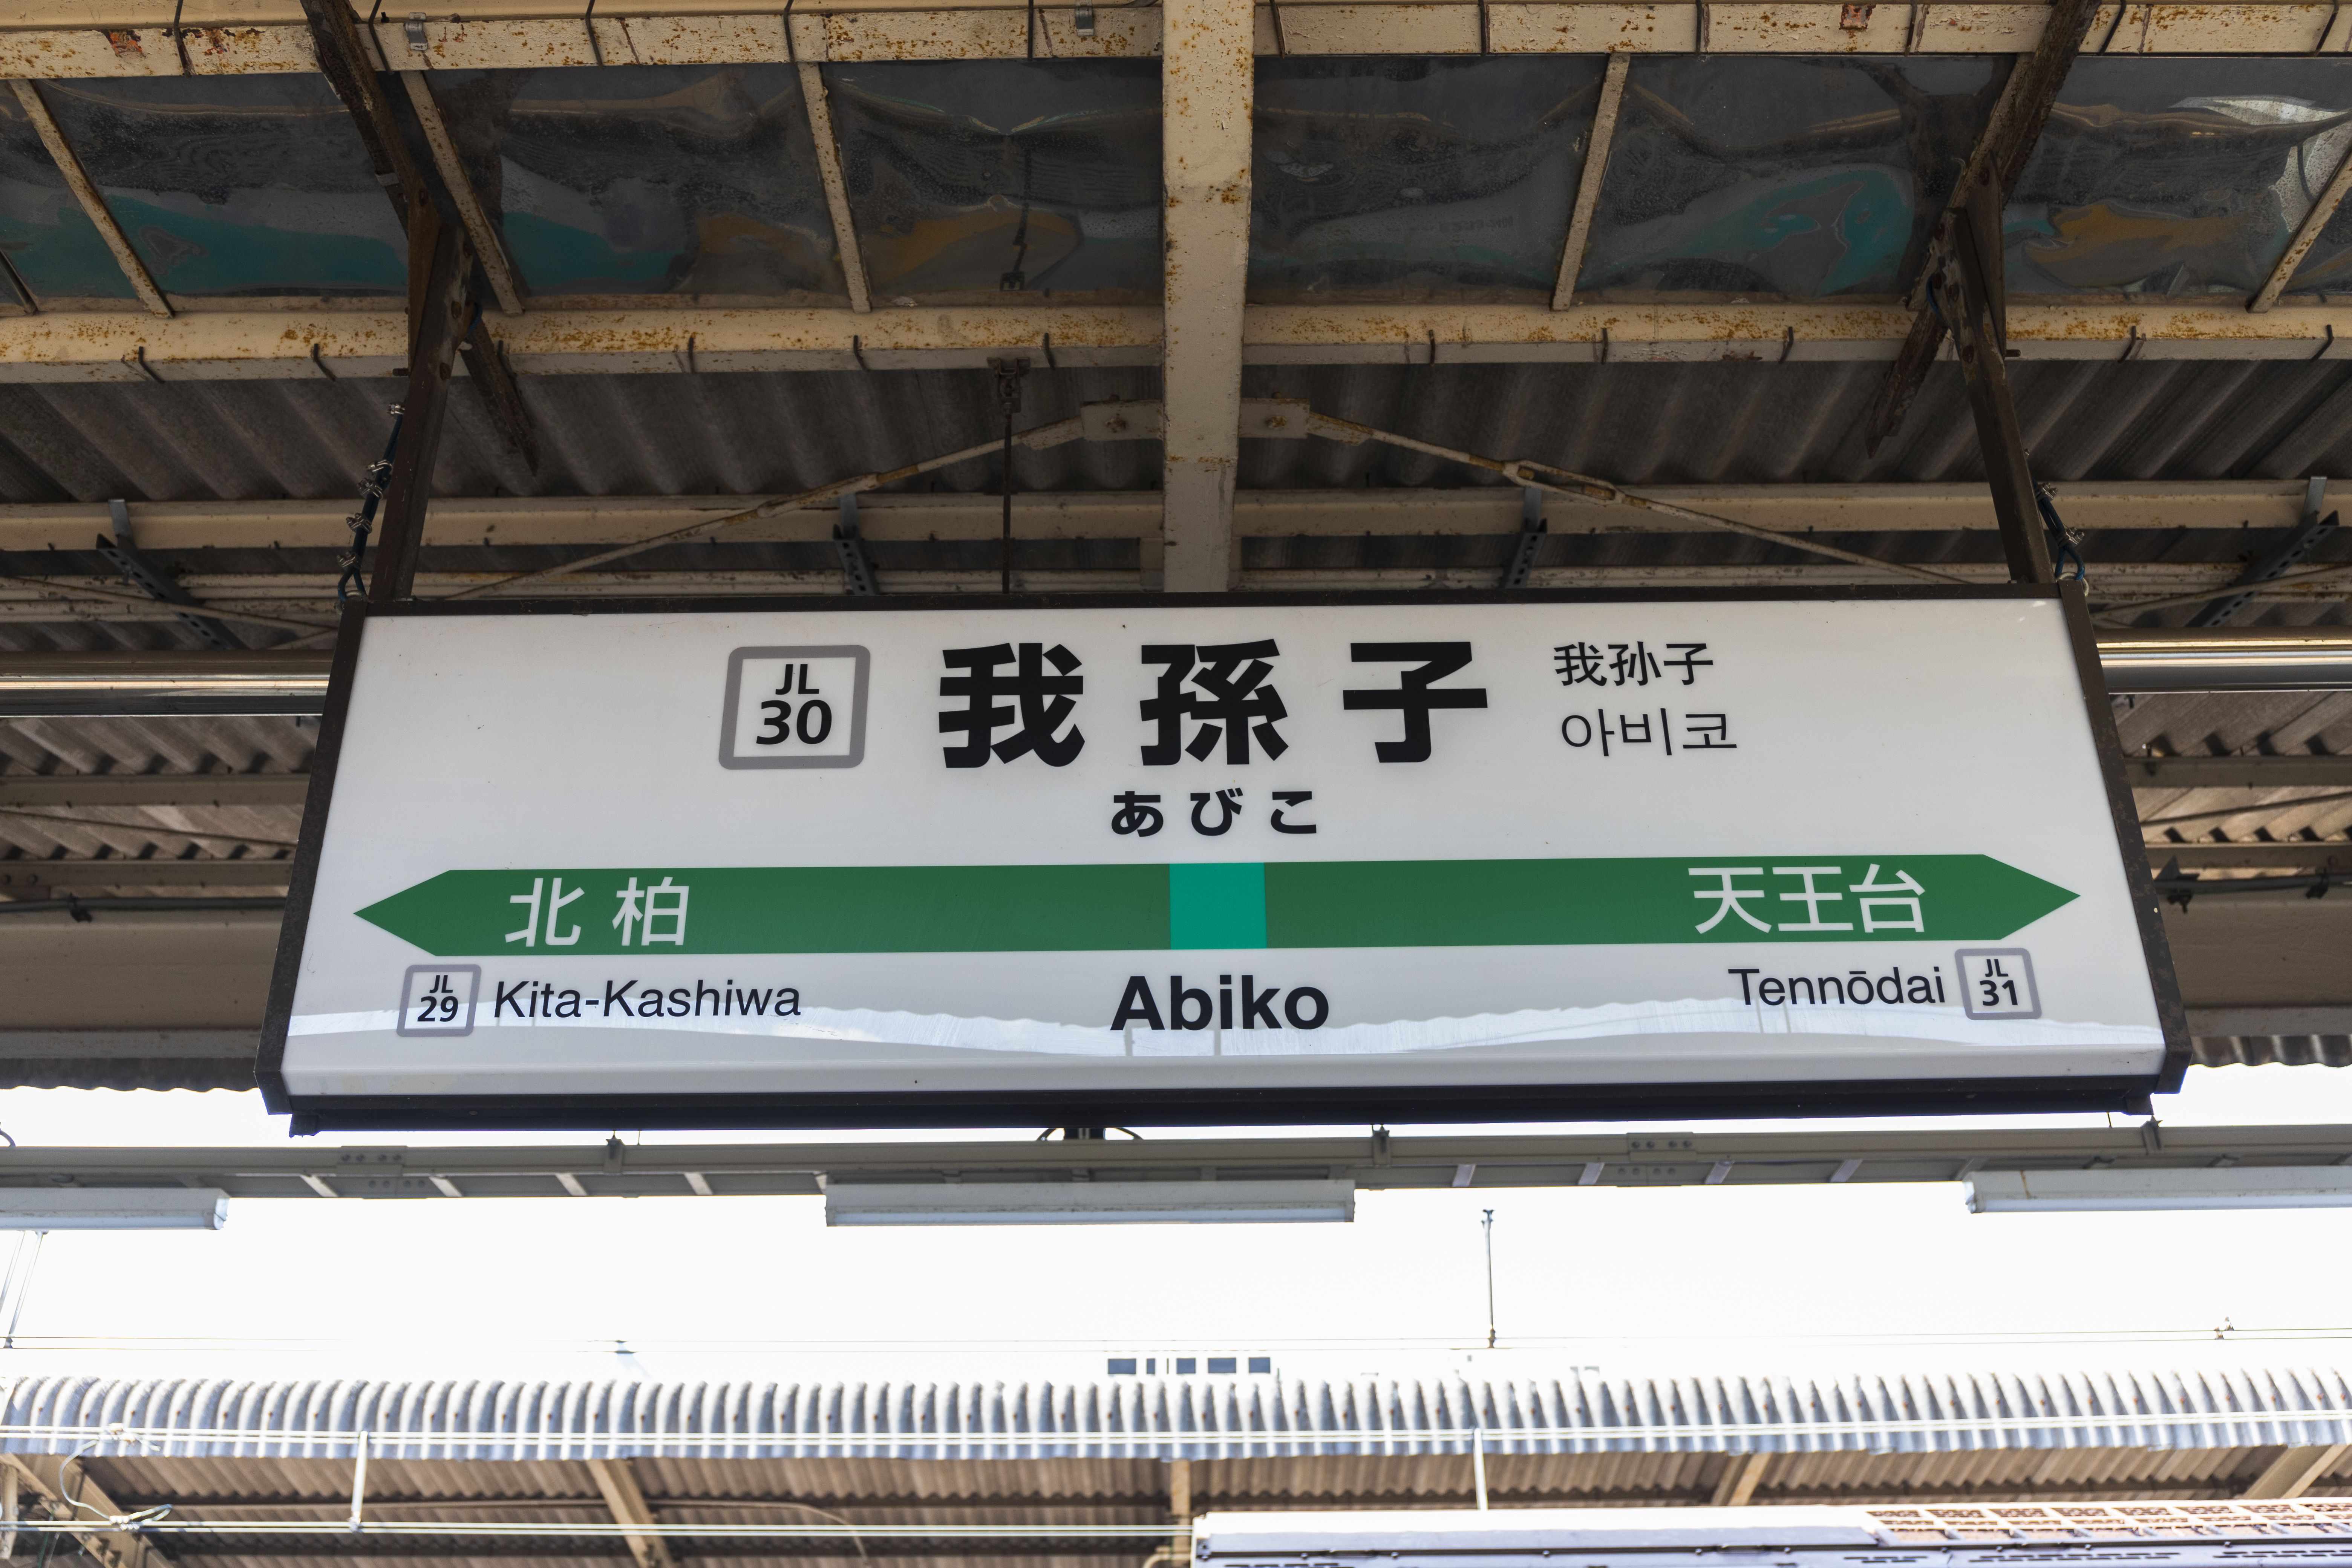 JL
30
我孫子
我孙子
아비코
あびこ
北柏
天王台
JL
29
Kita-Kashiwa
Abiko
Tennōdai
JL
31